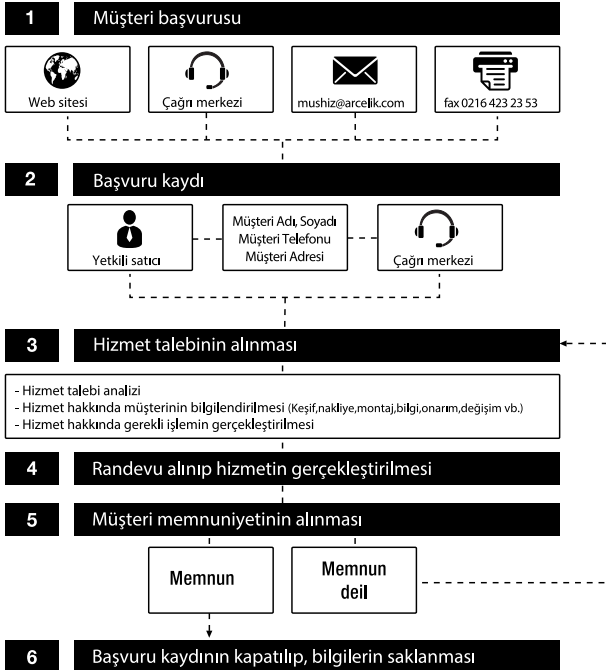 1 Müşteri başvurusu
Web sitesi
Çağrı merkezi
mushiz@arcelik.com
fax 0216 423 23 53
2 Başvuru kaydı
Yetkili satıcı
Müşteri Adı, Soyadı
Müşteri Telefonu
Müşteri Adresi
Çağrı merkezi
3 Hizmet talebinin alınması
- Hizmet talebi analizi
- Hizmet hakkında müşterinin bilgilendirilmesi (Keşif,nakliye,montaj,bilgi,onarım,değişim vb.)
- Hizmet hakkında gerekli işlemin gerçekleştirilmesi
4 Randevu alınıp hizmetin gerçekleştirilmesi
5 Müşteri memnuniyetinin alınması
Memnun
Memnun
deil
6 Başvuru kaydının kapatılıp, bilgilerin saklanması